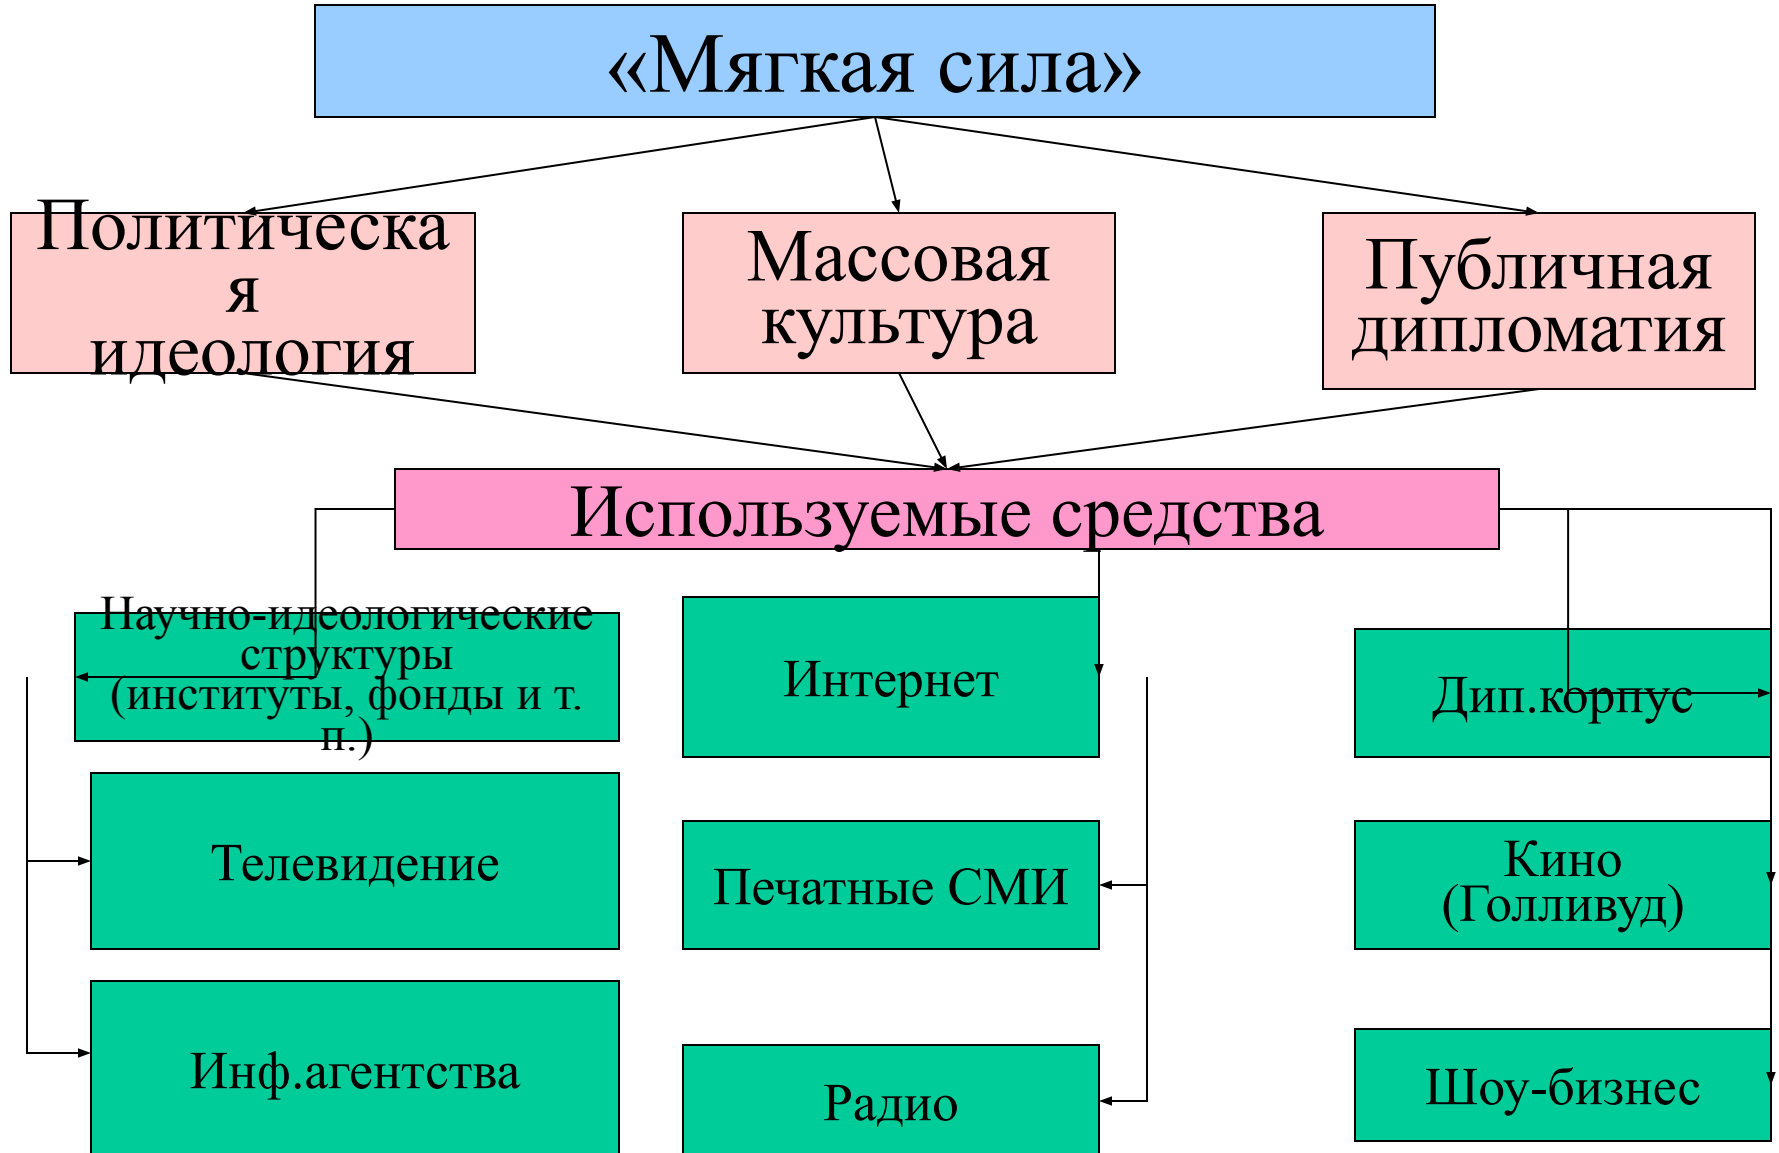 «Мягкая сила»
Политическа
я
идеология
Массовая
культура
Публичная
дипломатия
Используемые средства
Научно-идеологические
структуры
(институты, фонды и т.
п.)
Интернет
Дип.корпус
Телевидение
Печатные СМИ
Кино
(Голливуд)
Инф.агентства
Радио
Шоу-бизнес